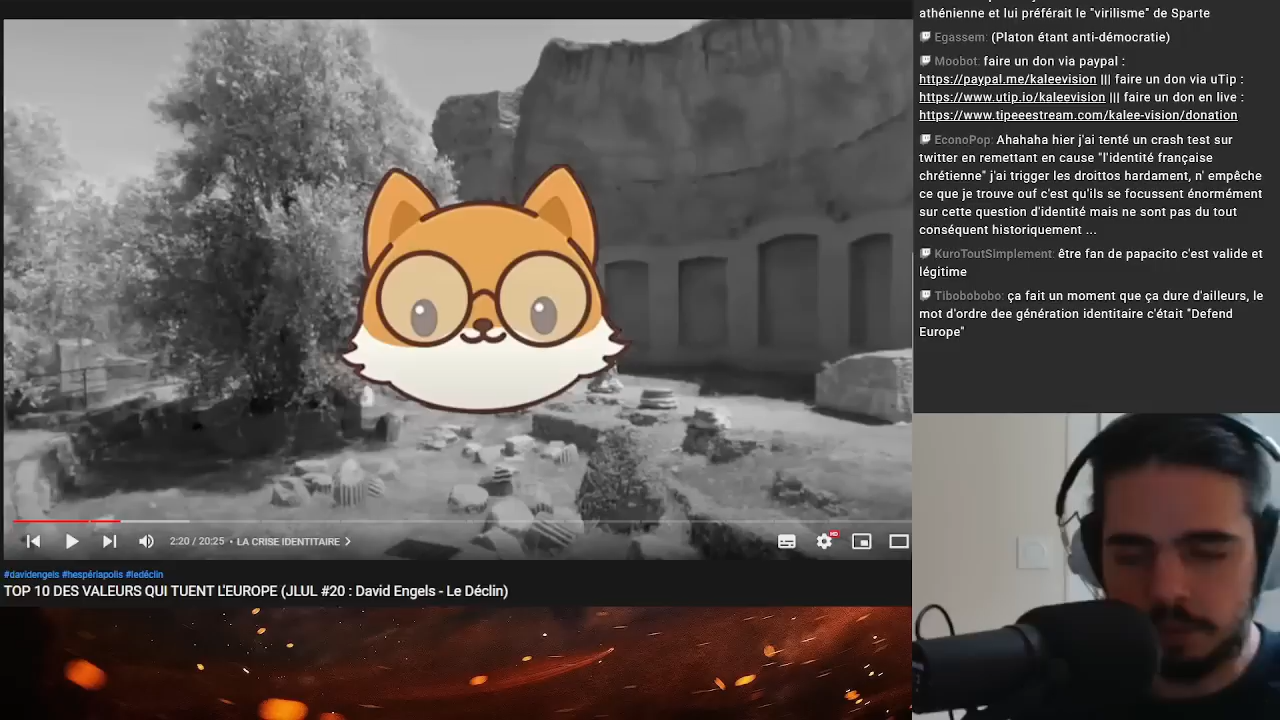 athénienne et lui préférait le "virilisme" de Sparte
Egassem: (Platon étant anti-démocratie)
Moobot: faire un don via paypal :
https://paypal.me/kaleevision ||| faire un don via uTip :
https://www.utip.io/kaleevision ||| faire un don en live :
https://www.tipeeestream.com/kalee-vision/donation
EconoPop: Ahahaha hier j'ai tenté un crash test sur
twitter en remettant en cause "l'identité française
chrétienne" j'ai trigger les droittos hardament, n' empêche
ce que je trouve ouf c'est qu'ils se focussent énormément
sur cette question d'identité mais ne sont pas du tout
conséquent historiquement ...
KuroToutSimplement: être fan de papacito c'est valide et
légitime
Tibobobobo: ça fait un moment que ça dure d'ailleurs, le
mot d'ordre dee génération identitaire c'était "Defend
Europe"
2:20 / 20:25 • LA CRISE IDENTITAIRE
HD
#davidengels #hespériapolis #ledéclin
TOP 10 DES VALEURS QUI TUENT L'EUROPE (JLUL #20 : David Engels - Le Déclin)